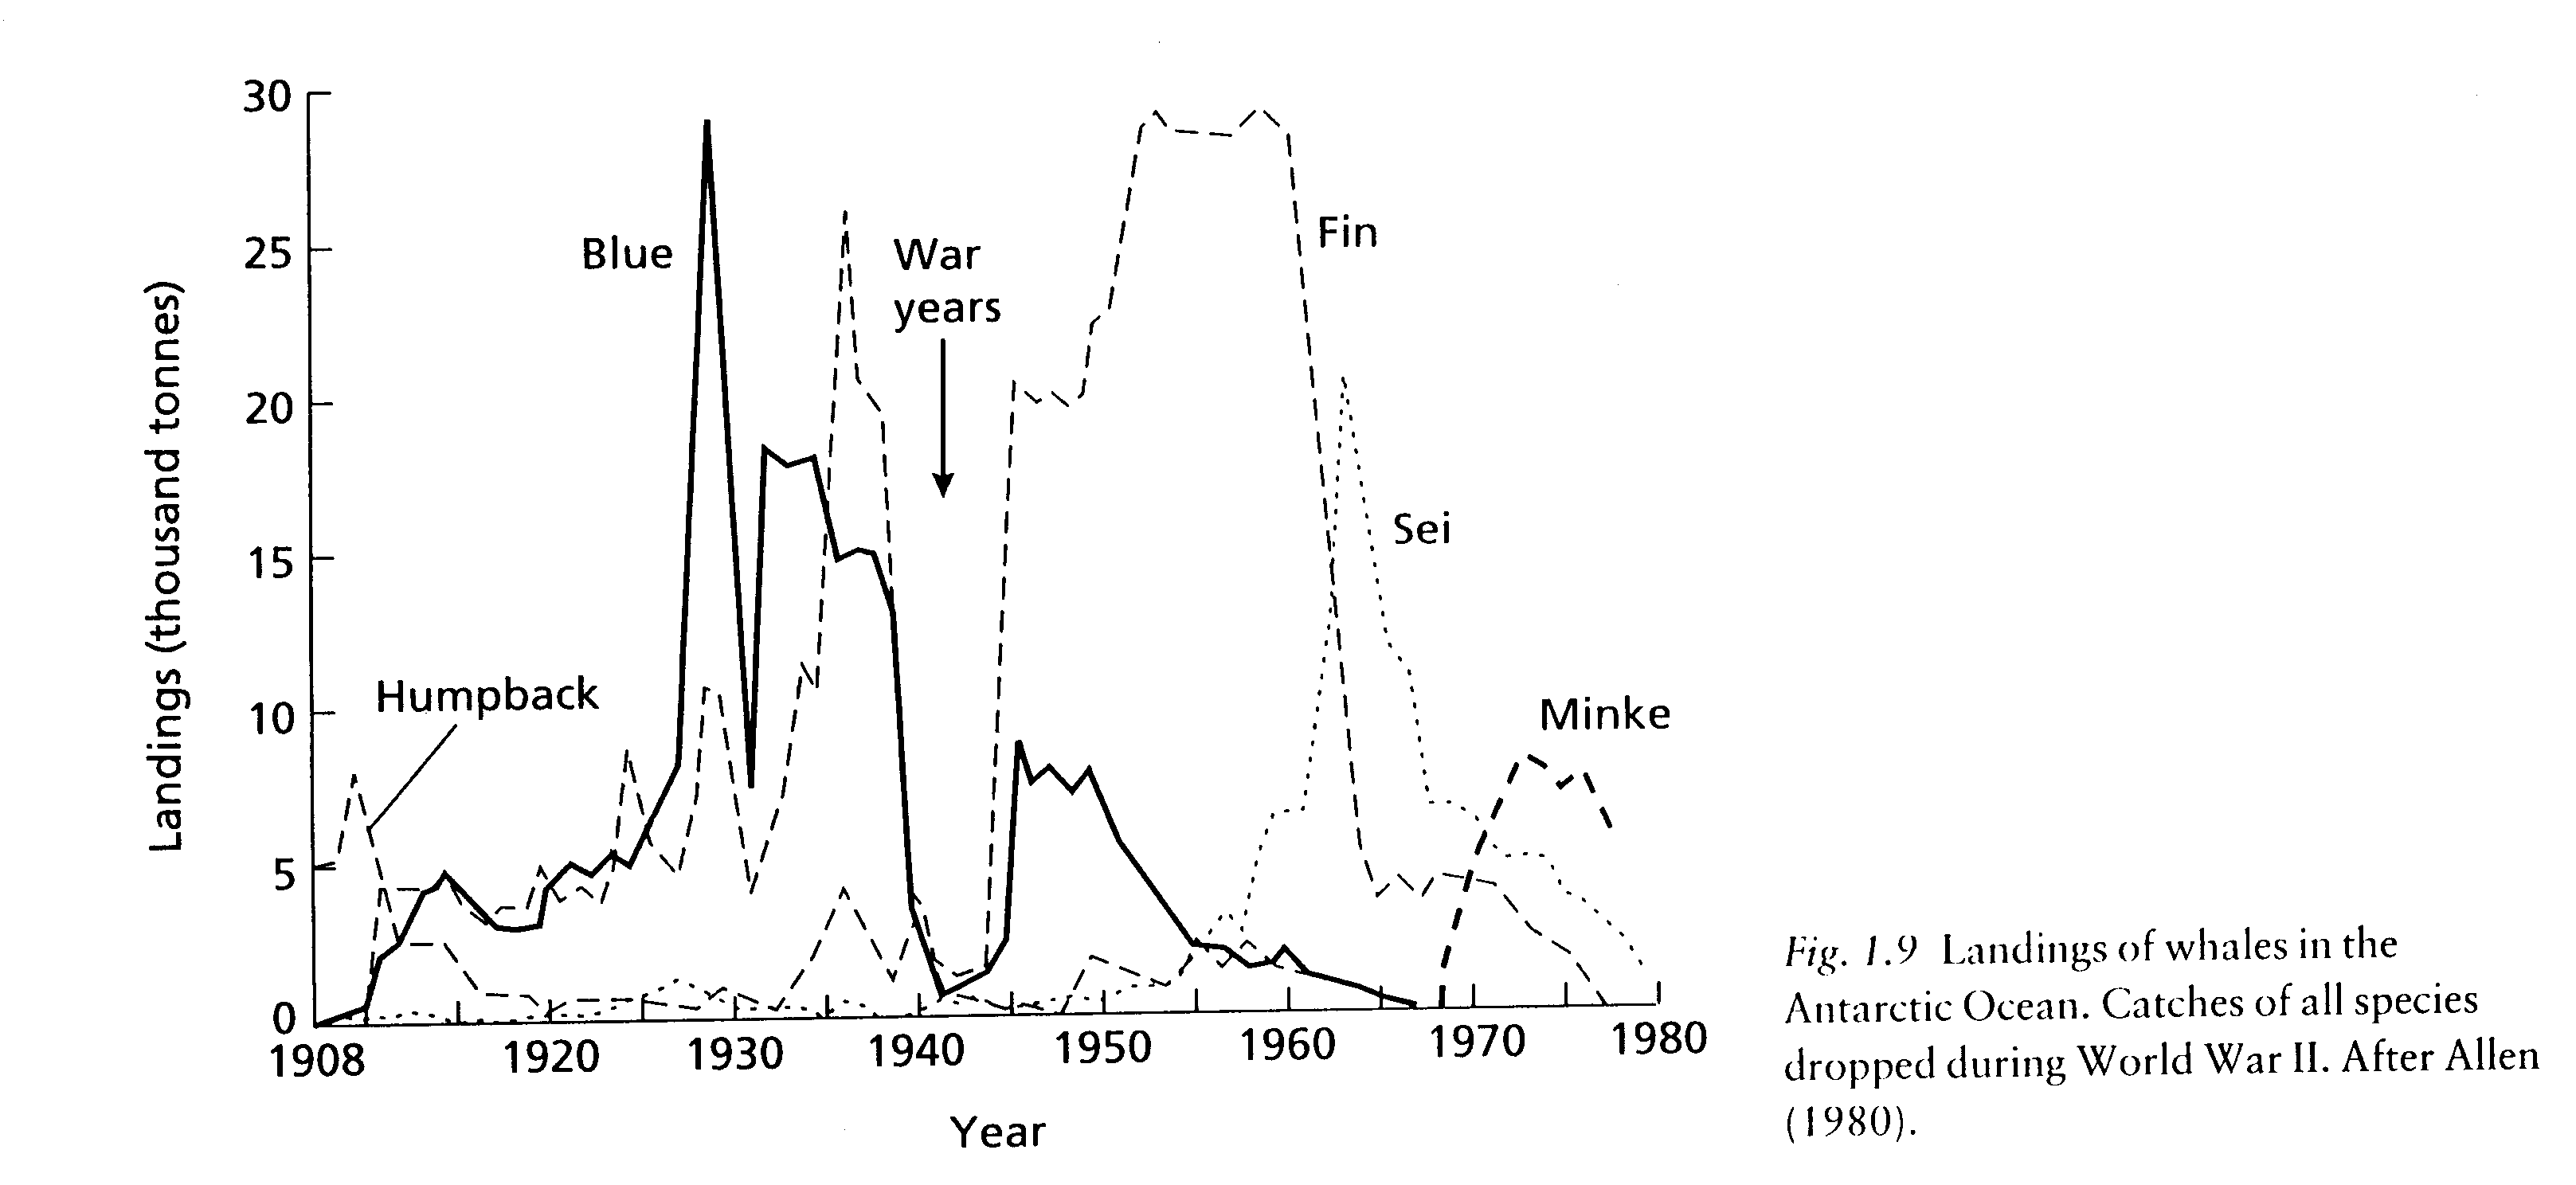 30
25
20
15
10
5
0
Landings (thousand tonnes)
Blue
War
years
Fin
Sei
Humpback
Minke
1908
1920
1930
1940
1950
1960
1970
1980
Year
Fig. 1.9 Landings of whales in the
Antarctic Ocean. Catches of all species
dropped during World War II. After Allen
(1980).